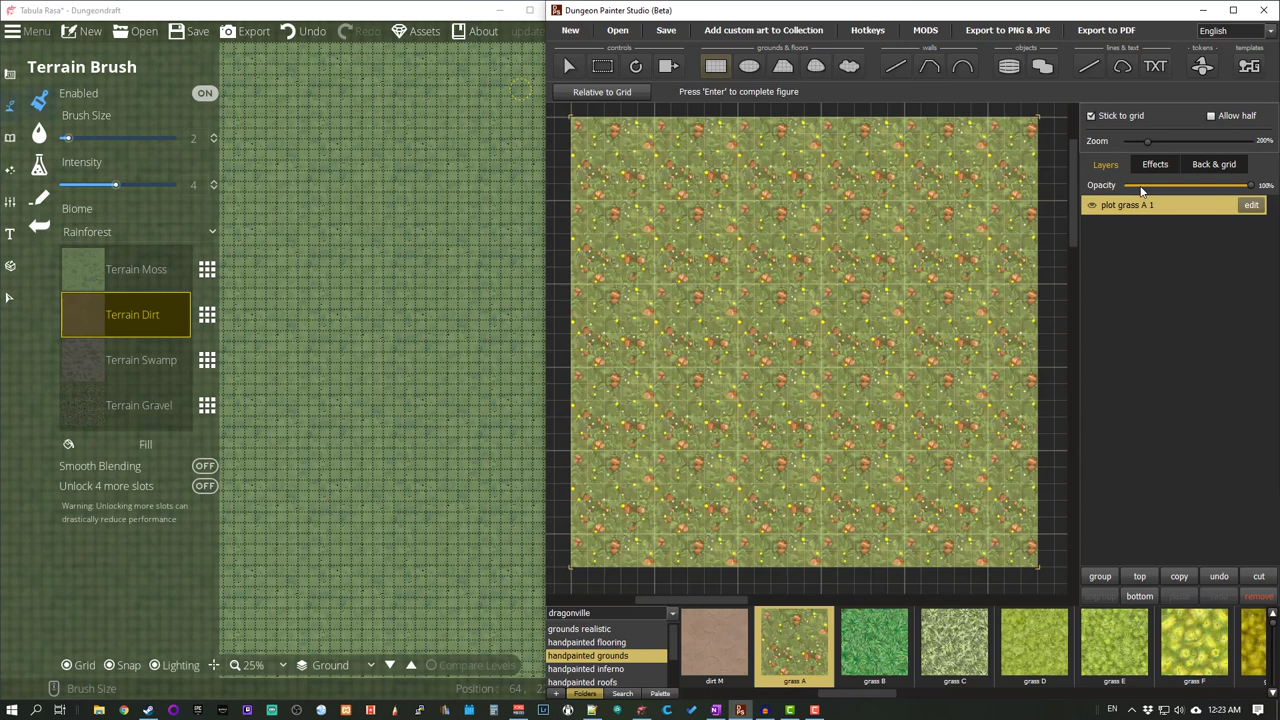 Tabula Rasa* - Dungeondraft
Menu New Open Save Export Undo Redo Assets About update
Terrain Brush
Enabled ON
Brush Size
2
Intensity
4
Biome
Rainforest
Terrain Moss
Terrain Dirt
Terrain Swamp
Terrain Gravel
Fill
Smooth Blending OFF
Unlock 4 more slots OFF
Warning: Unlocking more slots can
drastically reduce performance
Grid Snap Lighting 25% Ground Compare Levels
Brush Size Position: 64, 2
Dungeon Painter Studio (Beta)
New Open Save Add custom art to Collection Hotkeys MODS Export to PNG & JPG Export to PDF English
controls grounds & floors walls objects lines & text tokens templates
TXT
Relative to Grid Press 'Enter' to complete figure
Stick to grid Allow half
Zoom 200%
Layers Effects Back & grid
Opacity 100%
plot grass A 1 edit
group top copy undo cut
bottom remove
dragonville
grounds realistic
handpainted flooring
handpainted grounds
handpainted inferno
handpainted roofs
+ Folders Search Palette
dirt M grass A grass B grass C grass D grass E grass F
EN 12:23 AM